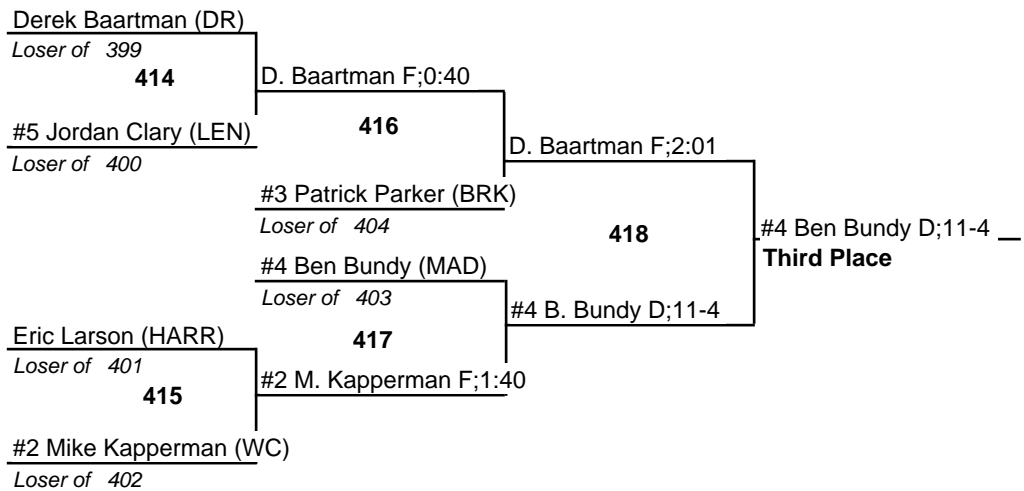 Derek Baartman (DR)
Loser of 399
414
D. Baartman F;0:40
#5 Jordan Clary (LEN)
Loser of 400
416
D. Baartman F;2:01
#3 Patrick Parker (BRK)
Loser of 404
418
#4 Ben Bundy D;11-4
Third Place
#4 Ben Bundy (MAD)
Loser of 403
#4 B. Bundy D;11-4
417
Eric Larson (HARR)
Loser of 401
415
#2 M. Kapperman F;1:40
#2 Mike Kapperman (WC)
Loser of 402